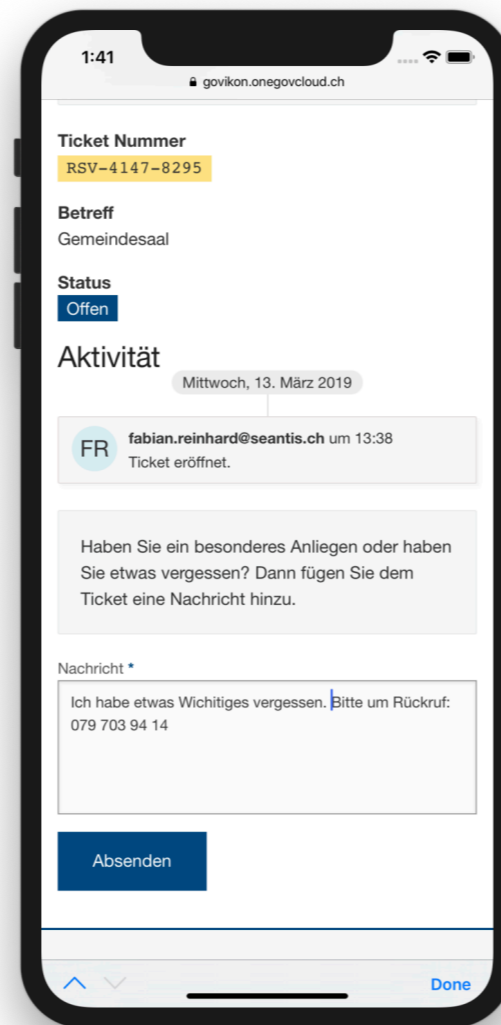 1:41
govikon.onegovcloud.ch
Ticket Nummer
RSV-4147-8295
Betreff
Gemeindesaal
Status
Offen
Aktivität
Mittwoch, 13. März 2019
FR
fabian.reinhard@seantis.ch um 13:38
Ticket eröffnet.
Haben Sie ein besonderes Anliegen oder haben
Sie etwas vergessen? Dann fügen Sie dem
Ticket eine Nachricht hinzu.
Nachricht *
Ich habe etwas Wichitiges vergessen. Bitte um Rückruf:
079 703 94 14
Absenden
Done